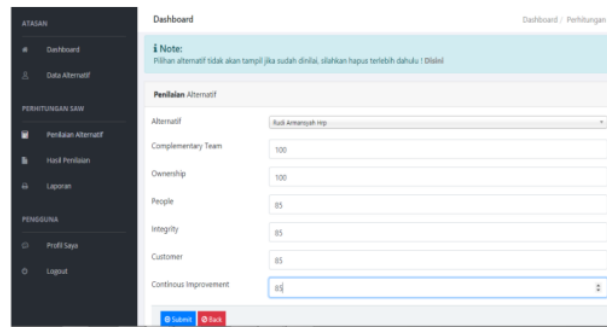 ATASAN
Dashboard
Data Alternatif
PERHITUNGAN SAW
Penilaian Alternatif
Hasil Penilaian
Laporan
PENGGUNA
Profil Saya
Logout
Dashboard
Dashboard / Perhitungan
i Note:
Pilihan alternatif tidak akan tampil jika sudah dinilai, silahkan hapus terlebih dahulu ! Disini
Penilaian Alternatif
Alternatif
Rudi Armansyah Hrp
Complementary Team
100
Ownership
100
People
85
Integrity
85
Customer
85
Continous Improvement
85
Submit
Back